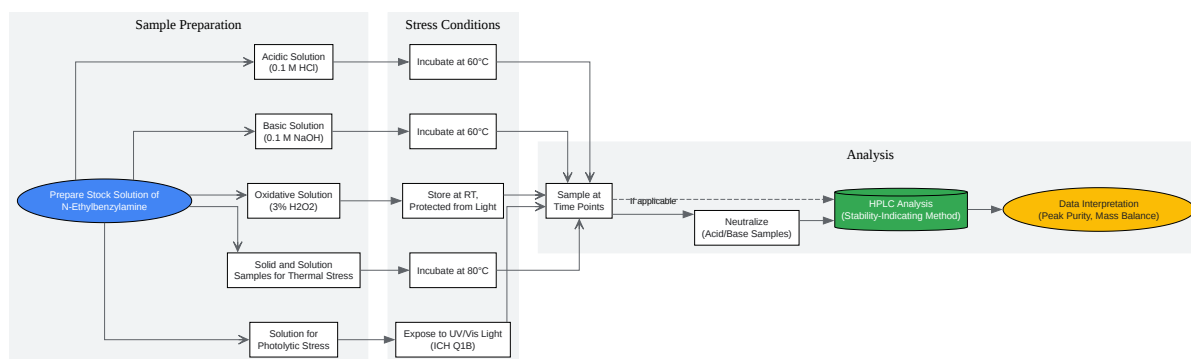 Sample Preparation
Stress Conditions
Acidic Solution
(0.1 M HCl)
Incubate at 60°C
Basic Solution
(0.1 M NaOH)
Incubate at 60°C
Analysis
Prepare Stock Solution of
N-Ethylbenzylamine
Oxidative Solution
(3% H2O2)
Store at RT,
Protected from Light
Sample at
Time Points
If applicable
Neutralize
(Acid/Base Samples)
HPLC Analysis
(Stability-Indicating Method)
Data Interpretation
(Peak Purity, Mass Balance)
Solid and Solution
Samples for Thermal Stress
Incubate at 80°C
Solution for
Photolytic Stress
Expose to UV/Vis Light
(ICH Q1B)